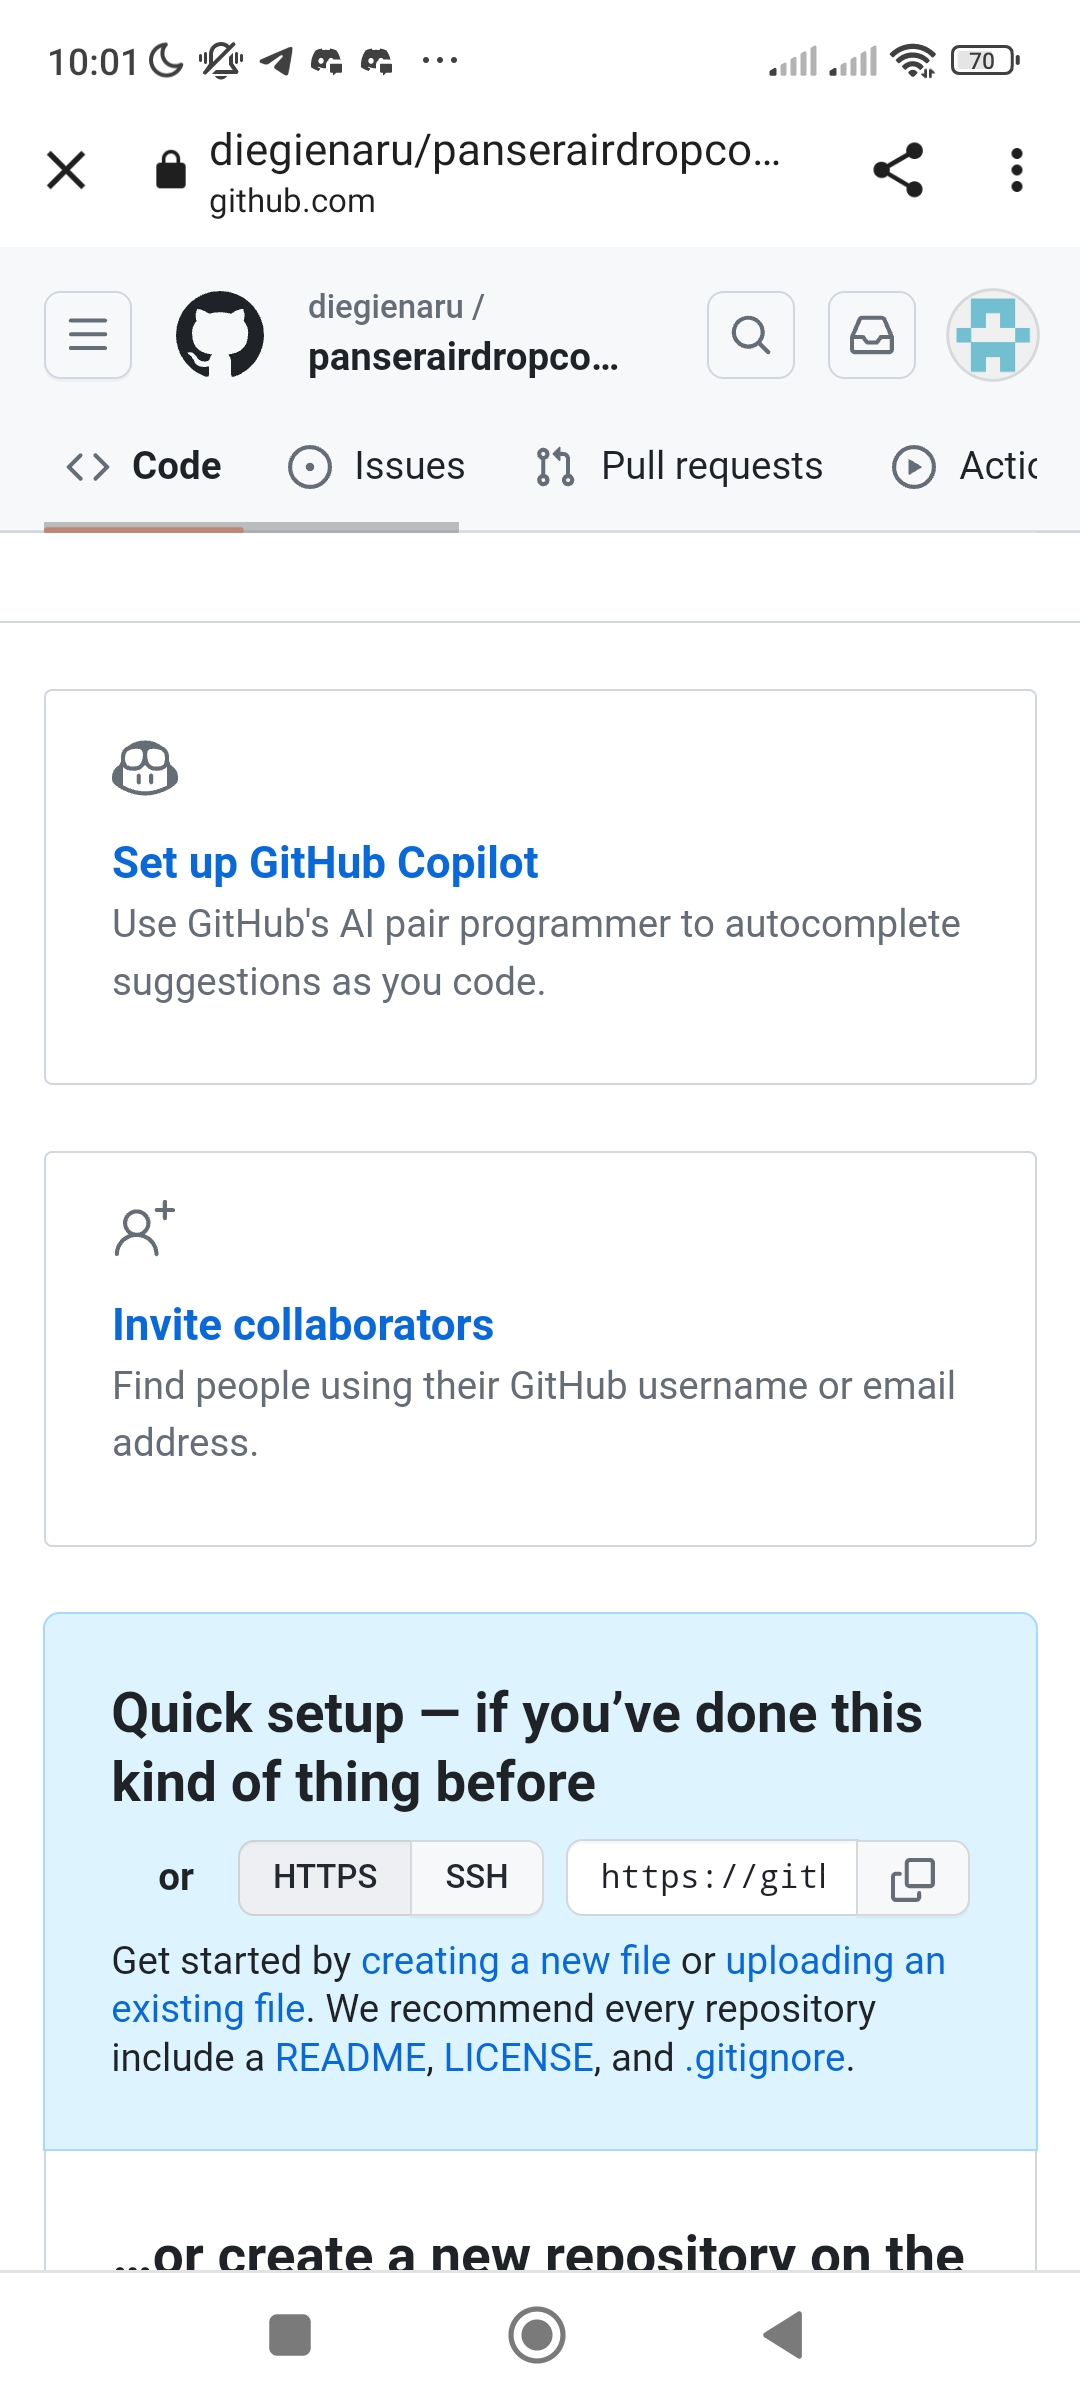 10:01
70
diegienaru/panserairdropco...
github.com
diegienaru /
panserairdropco...
Code
Issues
Pull requests
Actic
Set up GitHub Copilot
Use GitHub's AI pair programmer to autocomplete
suggestions as you code.
Invite collaborators
Find people using their GitHub username or email
address.
Quick setup — if you’ve done this
kind of thing before
or
HTTPS
SSH
https://gitl
Get started by creating a new file or uploading an
existing file. We recommend every repository
include a README, LICENSE, and .gitignore.
…or create a new repository on the